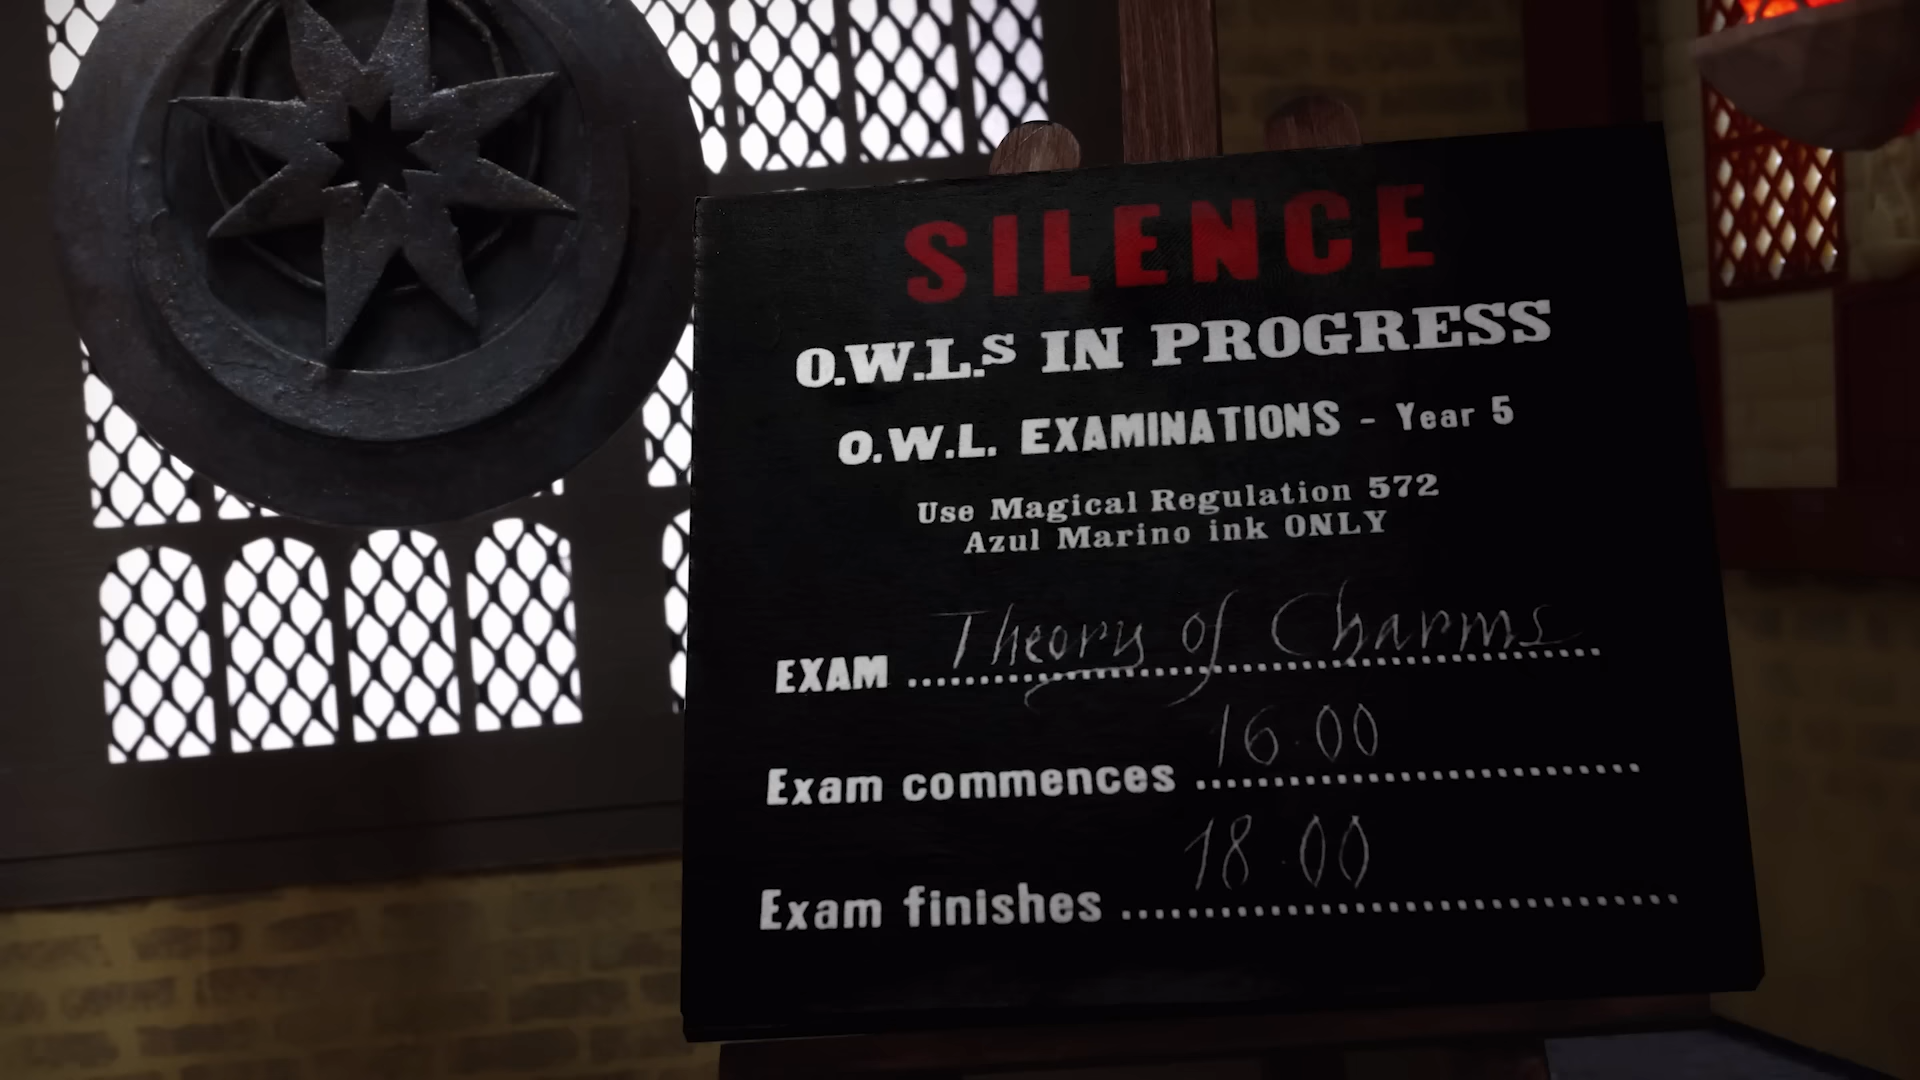 SILENCE
O.W.L.s IN PROGRESS
O.W.L. EXAMINATIONS - Year 5
Use Magical Regulation 572
Azul Marino ink ONLY
EXAM Theory of Charms
Exam commences 16.00
Exam finishes 18.00